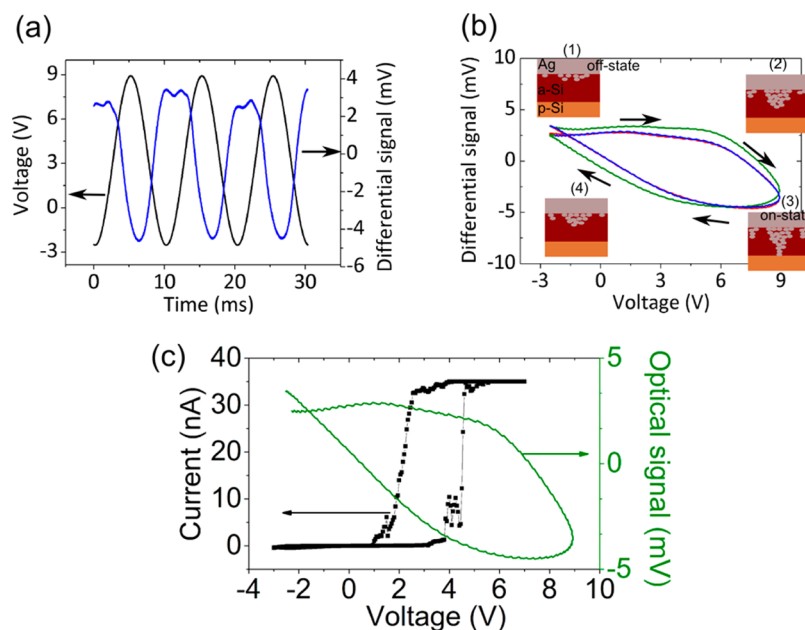 (a)
9
6
3
0
-3
Voltage (V)
0
10
20
30
Time (ms)
4
2
0
-2
-4
-6
Differential signal (mV)
(b)
10
5
0
-5
-10
Differential signal (mV)
-3
0
3
6
9
Voltage (V)
(1)
Ag
off-state
a-Si
p-Si
(2)
(3)
on-stat
(4)
(c)
40
35
30
20
10
0
Current (nA)
-4
-2
0
2
4
6
8
10
Voltage (V)
5
0
-5
Optical signal (mV)